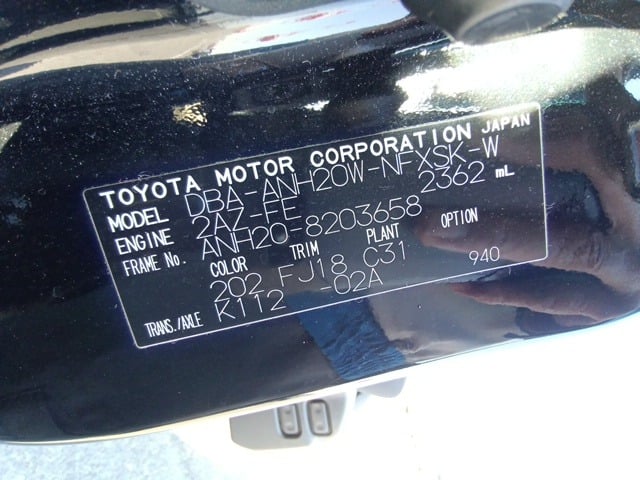 TOYOTA MOTOR CORPORATION JAPAN
MODEL DBA-ANH20W-NFXSK-W
ENGINE 2AZ-FE 2362 mL
FRAME No. ANH20-8203658
COLOR TRIM PLANT OPTION
202 FJ18 C31 940
TRANS./AXLE K112 -02A